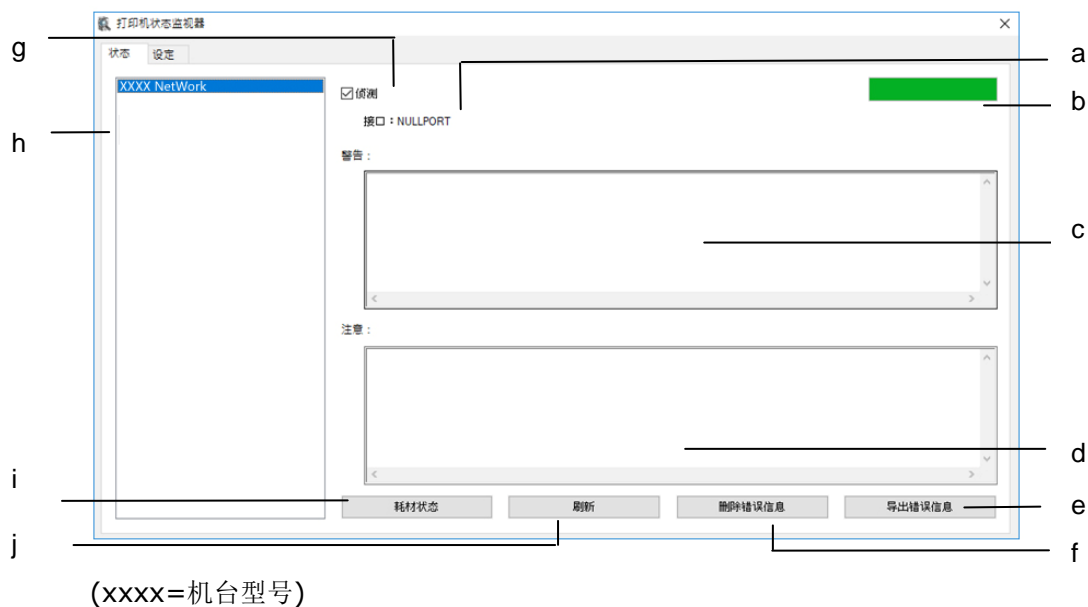 打印机状态监视器
g
状态 设定
a
XXXX NetWork
侦测
b
接口：NULLPORT
h
警告：
c
注意：
d
i
耗材状态 刷新 删除错误信息 导出错误信息
e
j
f
(xxxx=机台型号)